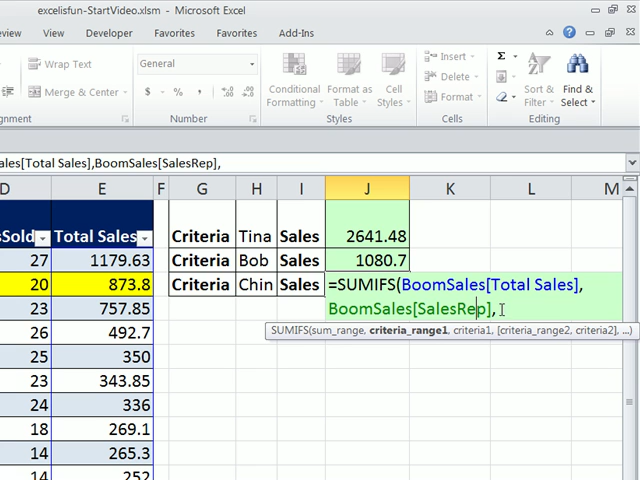 excelisfun-StartVideo.xlsm - Microsoft Excel
View Developer Favorites Favorites Add-Ins
Wrap Text General Insert
Merge & Center $ % , Conditional Formatting Format as Table Cell Styles Delete Sort & Filter Find & Select
Format
Number Styles Cells Editing
ales[Total Sales],BoomSales[SalesRep],
D E F G H I J K L M
sSold Total Sales Criteria Tina Sales 2641.48
27 1179.63 Criteria Bob Sales 1080.7
20 873.8 Criteria Chin Sales =SUMIFS(BoomSales[Total Sales],
23 757.85 BoomSales[SalesRep],
26 492.7 SUMIFS(sum_range, criteria_range1, criteria1, [criteria_range2, criteria2], ...)
25 350
23 343.85
24 336
18 269.1
14 265.3
14 252